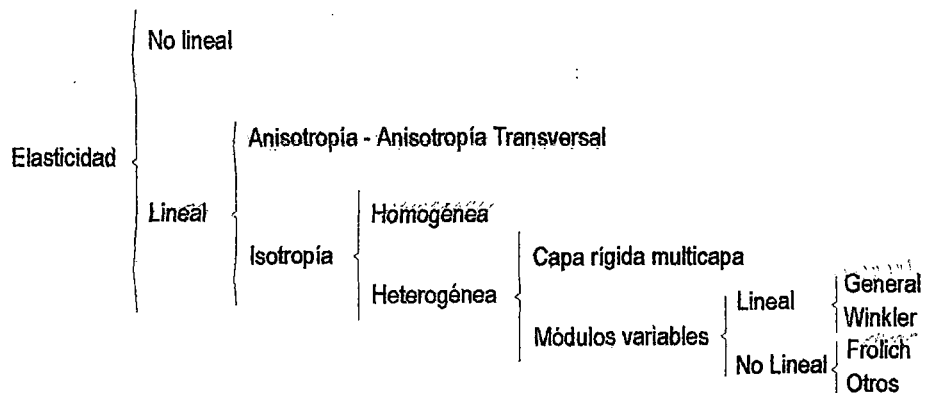 No lineal
Elasticidad
Anisotropía - Anisotropía Transversal
Lineal
Homogénea
Isotropía
Capa rígida multicapa
Heterogénea
General
Lineal
Winkler
Módulos variables
Frölich
No Lineal
Otros